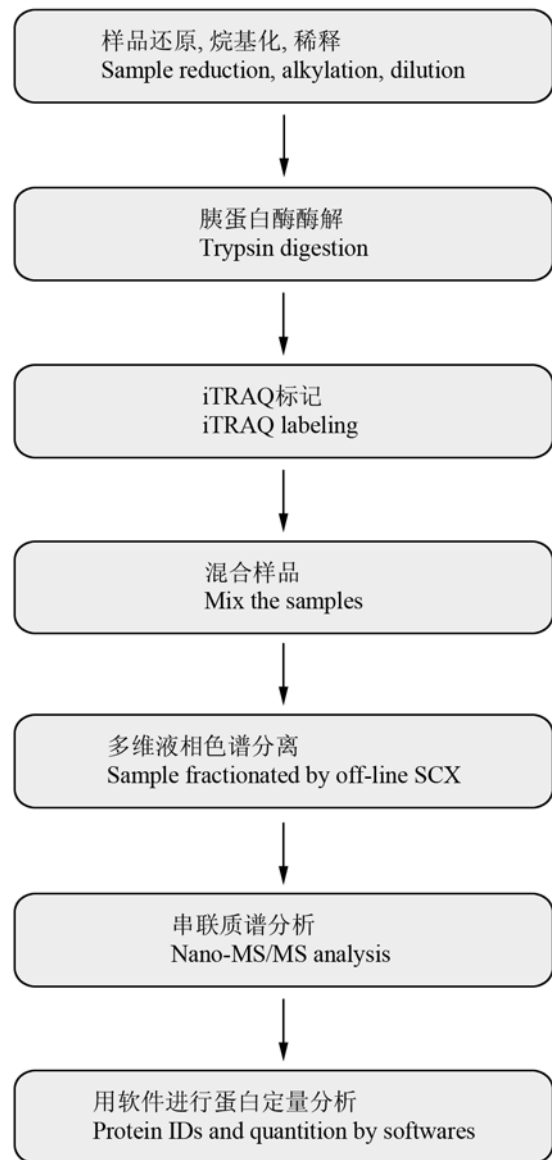 样品还原, 烷基化, 稀释
Sample reduction, alkylation, dilution
胰蛋白酶酶解
Trypsin digestion
iTRAQ标记
iTRAQ labeling
混合样品
Mix the samples
多维液相色谱分离
Sample fractionated by off-line SCX
串联质谱分析
Nano-MS/MS analysis
用软件进行蛋白定量分析
Protein IDs and quantition by softwares